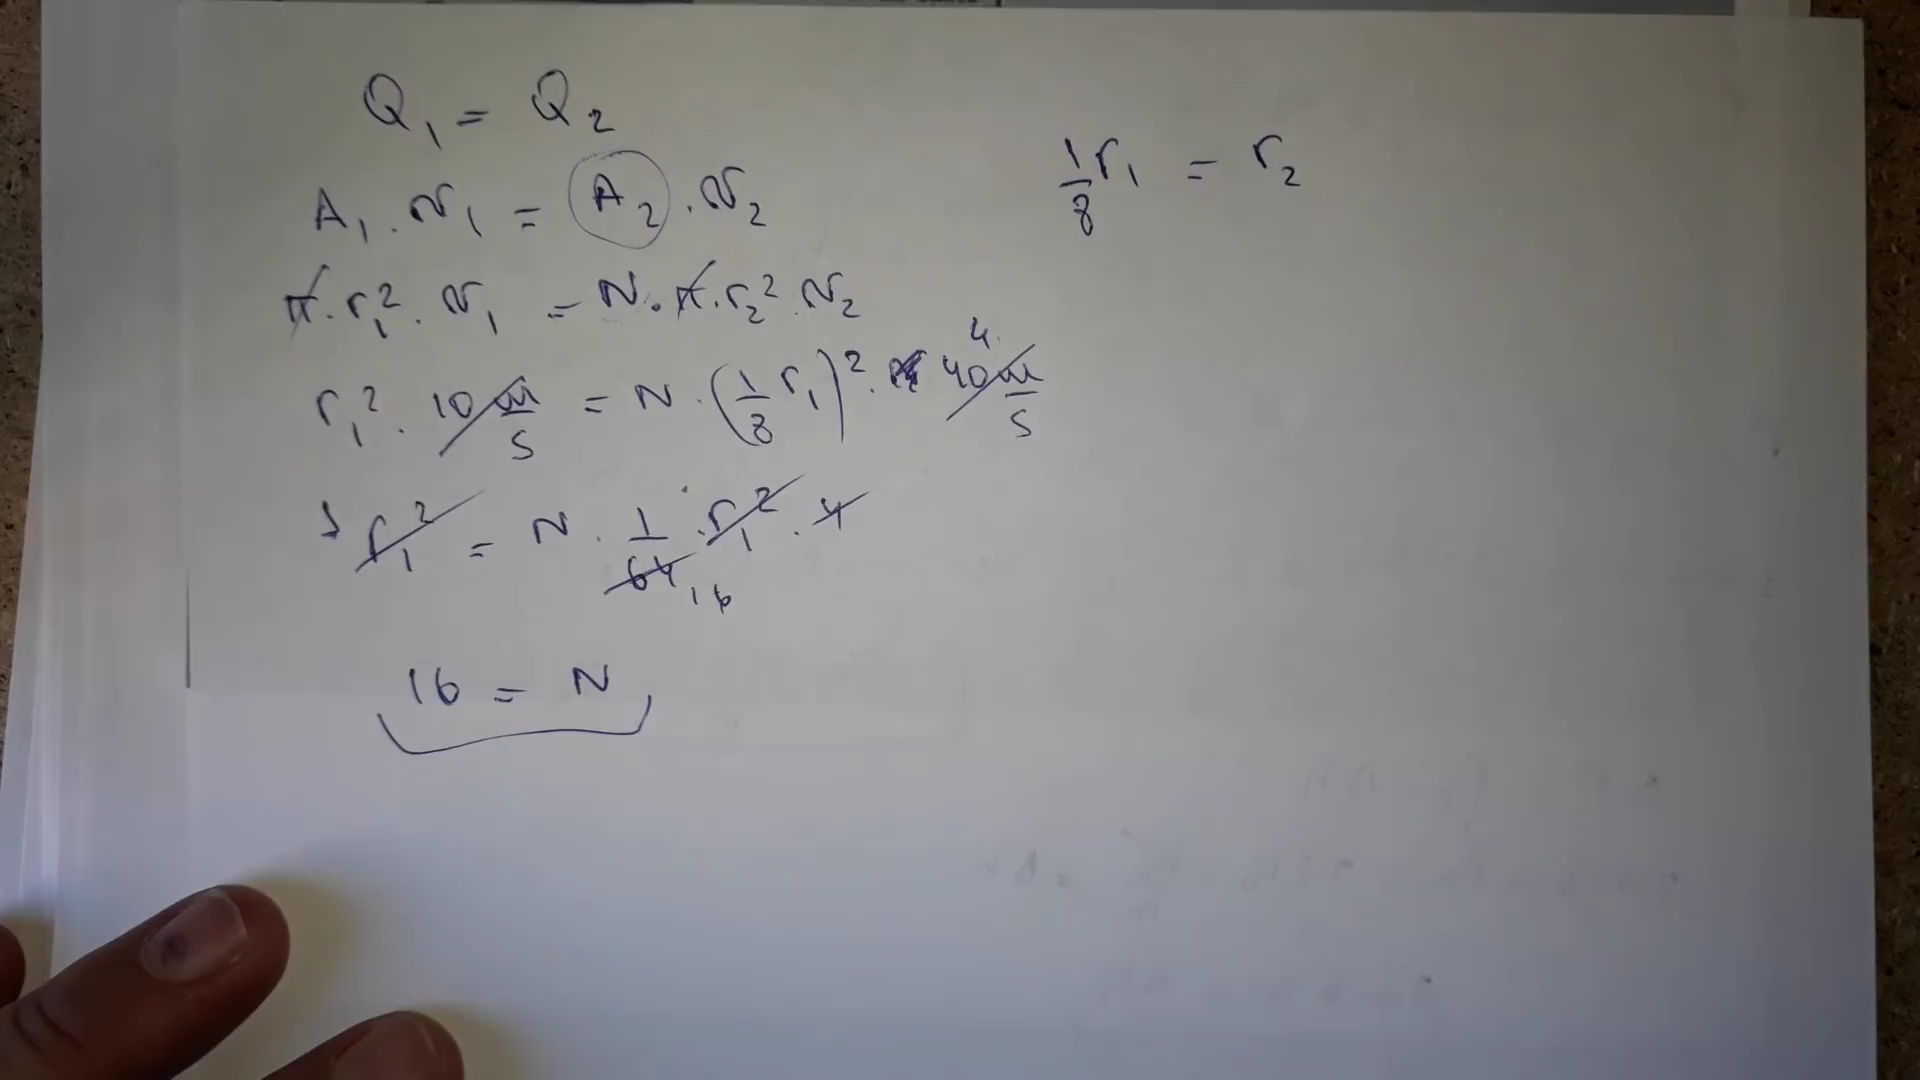 Q₁ = Q₂
A₁ . v₁ = A₂ . v₂
π . r₁² . v₁ = N . π . r₂² . v₂
r₁² . 10 m/s = N . (1/8 r₁)² . 40 m/s 4
1 r₁² = N . 1/64 . r₁² . 4
16
16 = N
1/8 r₁ = r₂